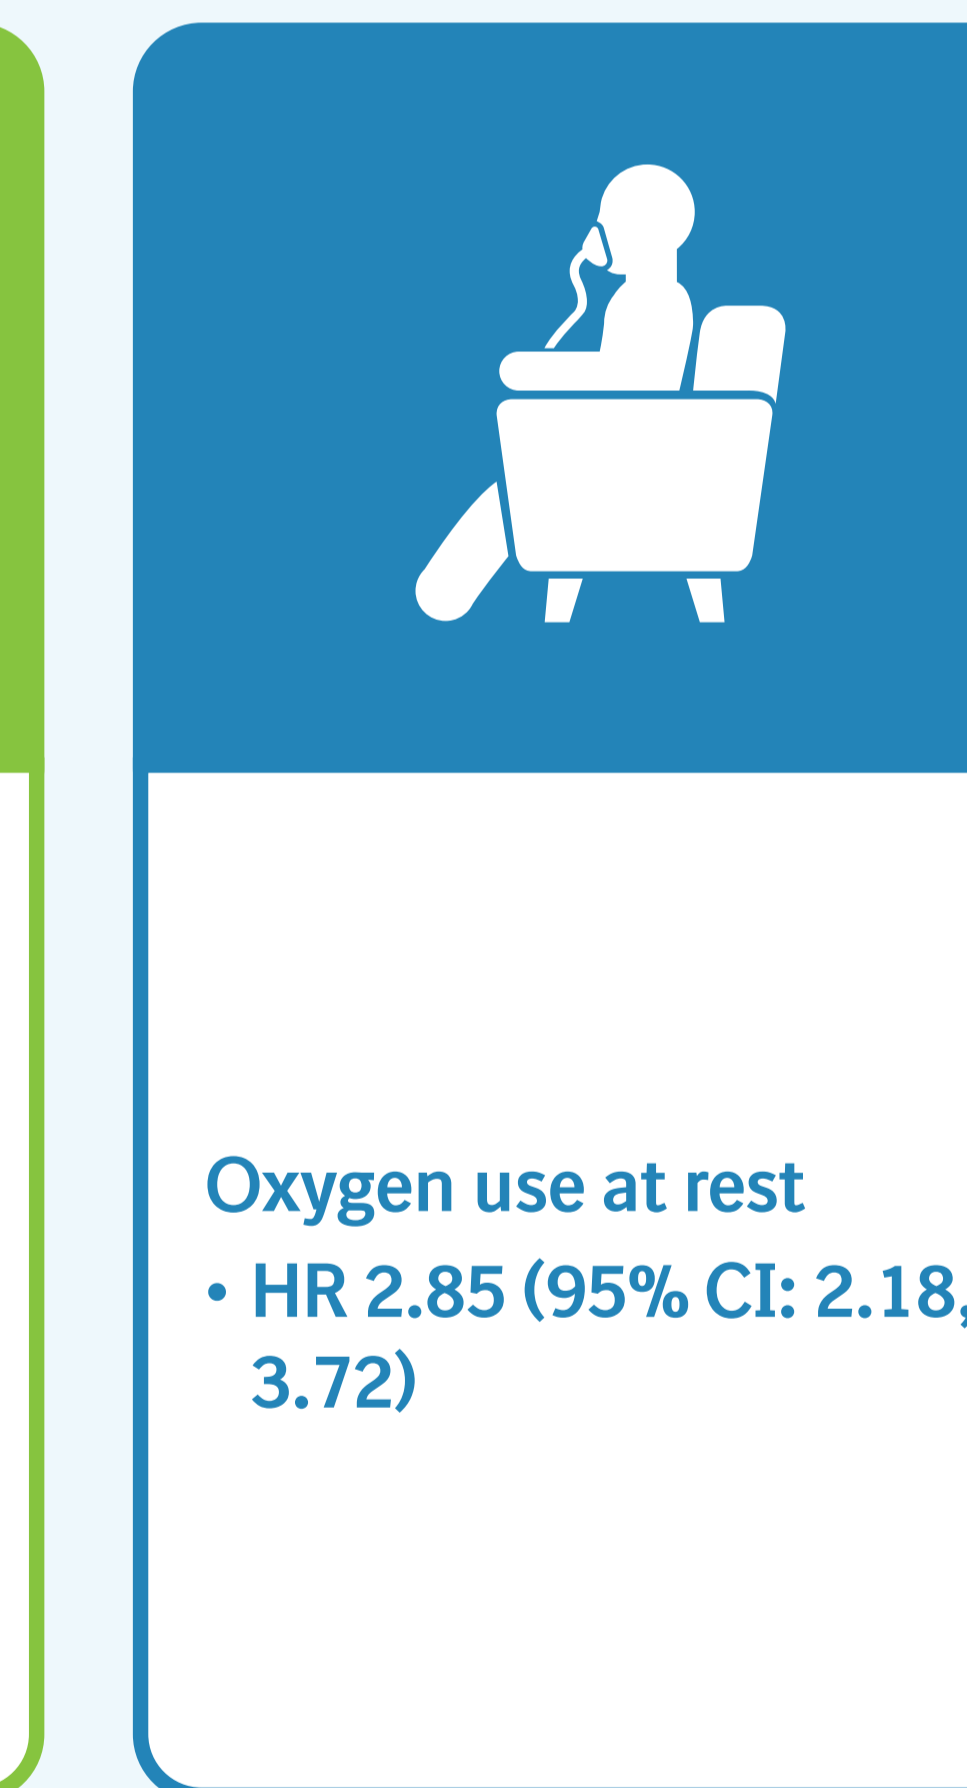 Oxygen use at rest
• HR 2.85 (95% CI: 2.18,
3.72)